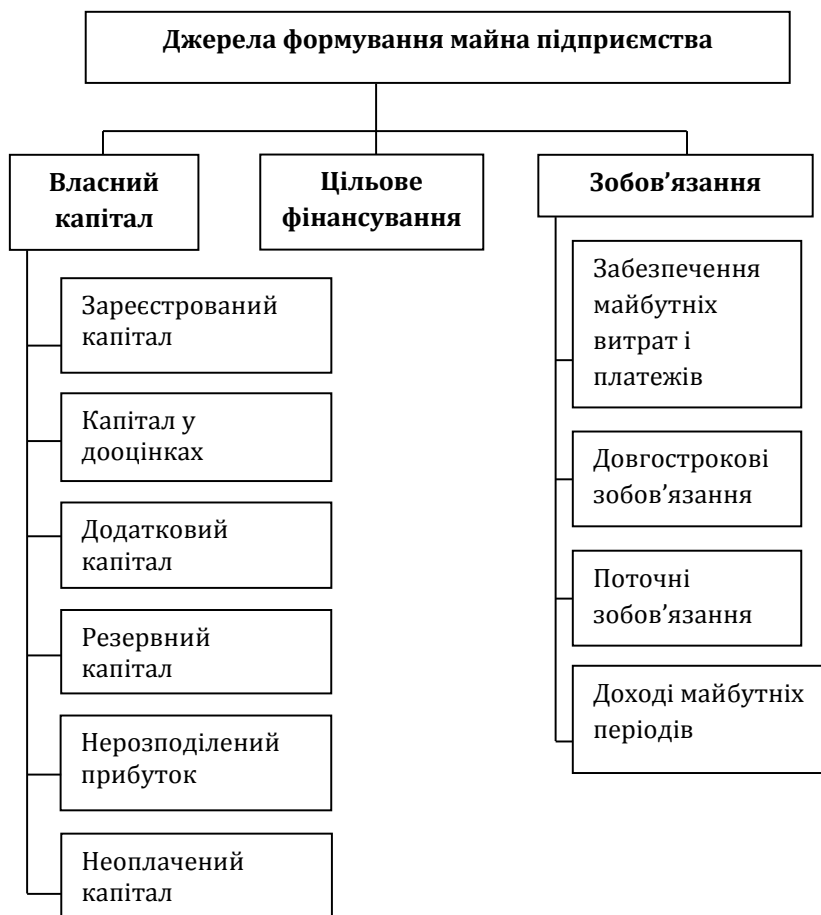 Джерела формування майна підприємства
Власний
капітал
Цільове
фінансування
Зобов’язання
Зареєстрований
капітал
Капітал у
дооцінках
Додатковий
капітал
Резервний
капітал
Нерозподілений
прибуток
Неоплачений
капітал
Забезпечення
майбутніх
витрат і
платежів
Довгострокові
зобов’язання
Поточні
зобов’язання
Доході майбутніх
періодів